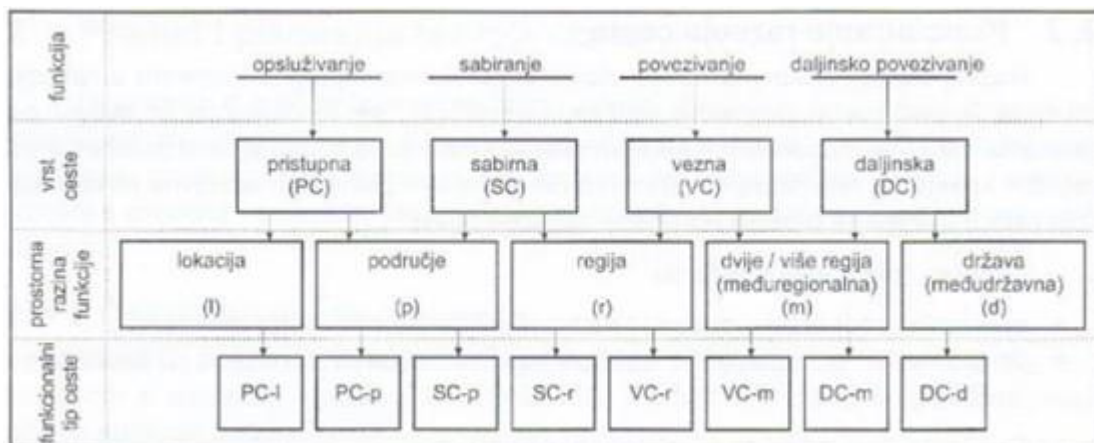 funkcija
opsluživanje
sabiranje
povezivanje
daljinsko povezivanje
vrst
ceste
pristupna
(PC)
sabirna
(SC)
vezna
(VC)
daljinska
(DC)
prostorna
razina
funkcije
lokacija
(l)
područje
(p)
regija
(r)
dvije / više regija
(međuregionalna)
(m)
država
(međudržavna)
(d)
funkcionalni
tip ceste
PC-l
PC-p
SC-p
SC-r
VC-r
VC-m
DC-m
DC-d